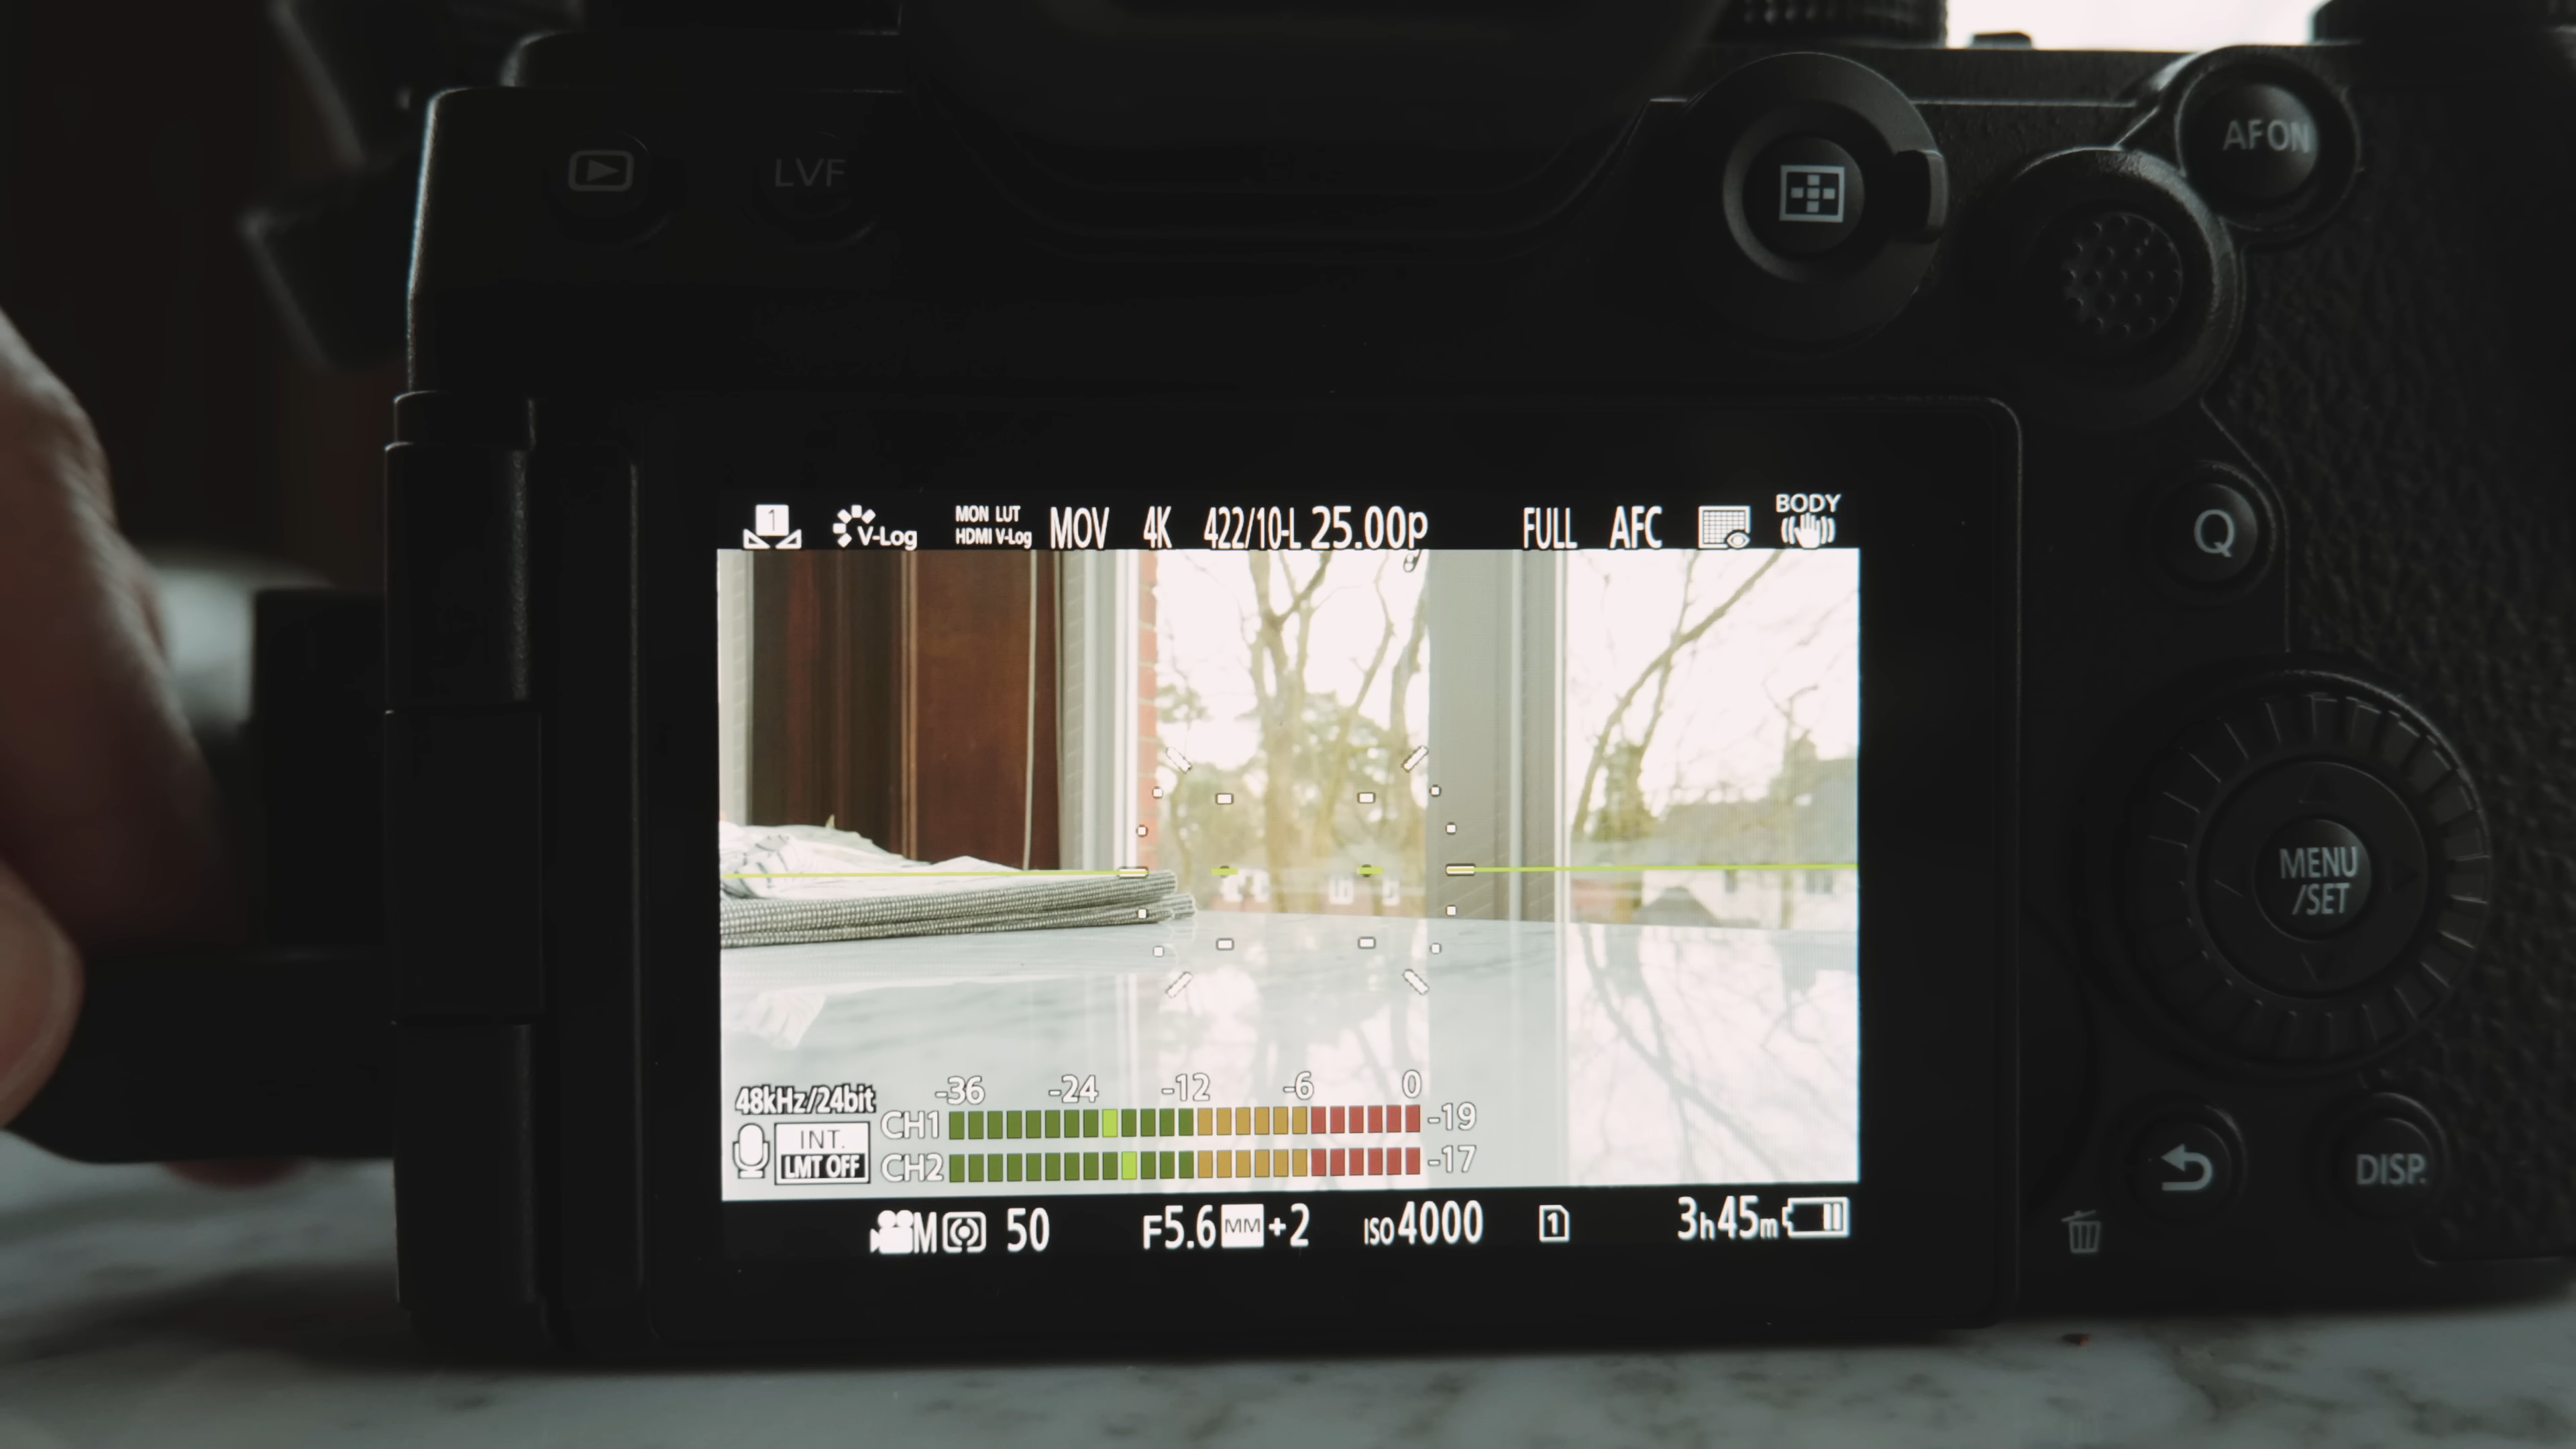 LVF
AF ON
1 V-Log MON LUT MOV 4K 422/10-L 25.00p FULL AFC BODY
HDMI V-Log
Q
MENU
/SET
48kHz/24bit -36 -24 -12 -6 0
CH1 -19
INT.
LMT OFF CH2 -17
M 50 F5.6 MM +2 ISO4000 1 3h45m
DISP.